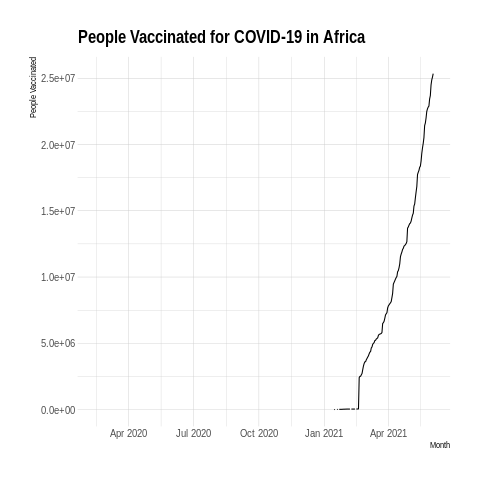 People Vaccinated for COVID-19 in Africa
People Vaccinated
2.5e+07
2.0e+07
1.5e+07
1.0e+07
5.0e+06
0.0e+00
Apr 2020 Jul 2020 Oct 2020 Jan 2021 Apr 2021
Month